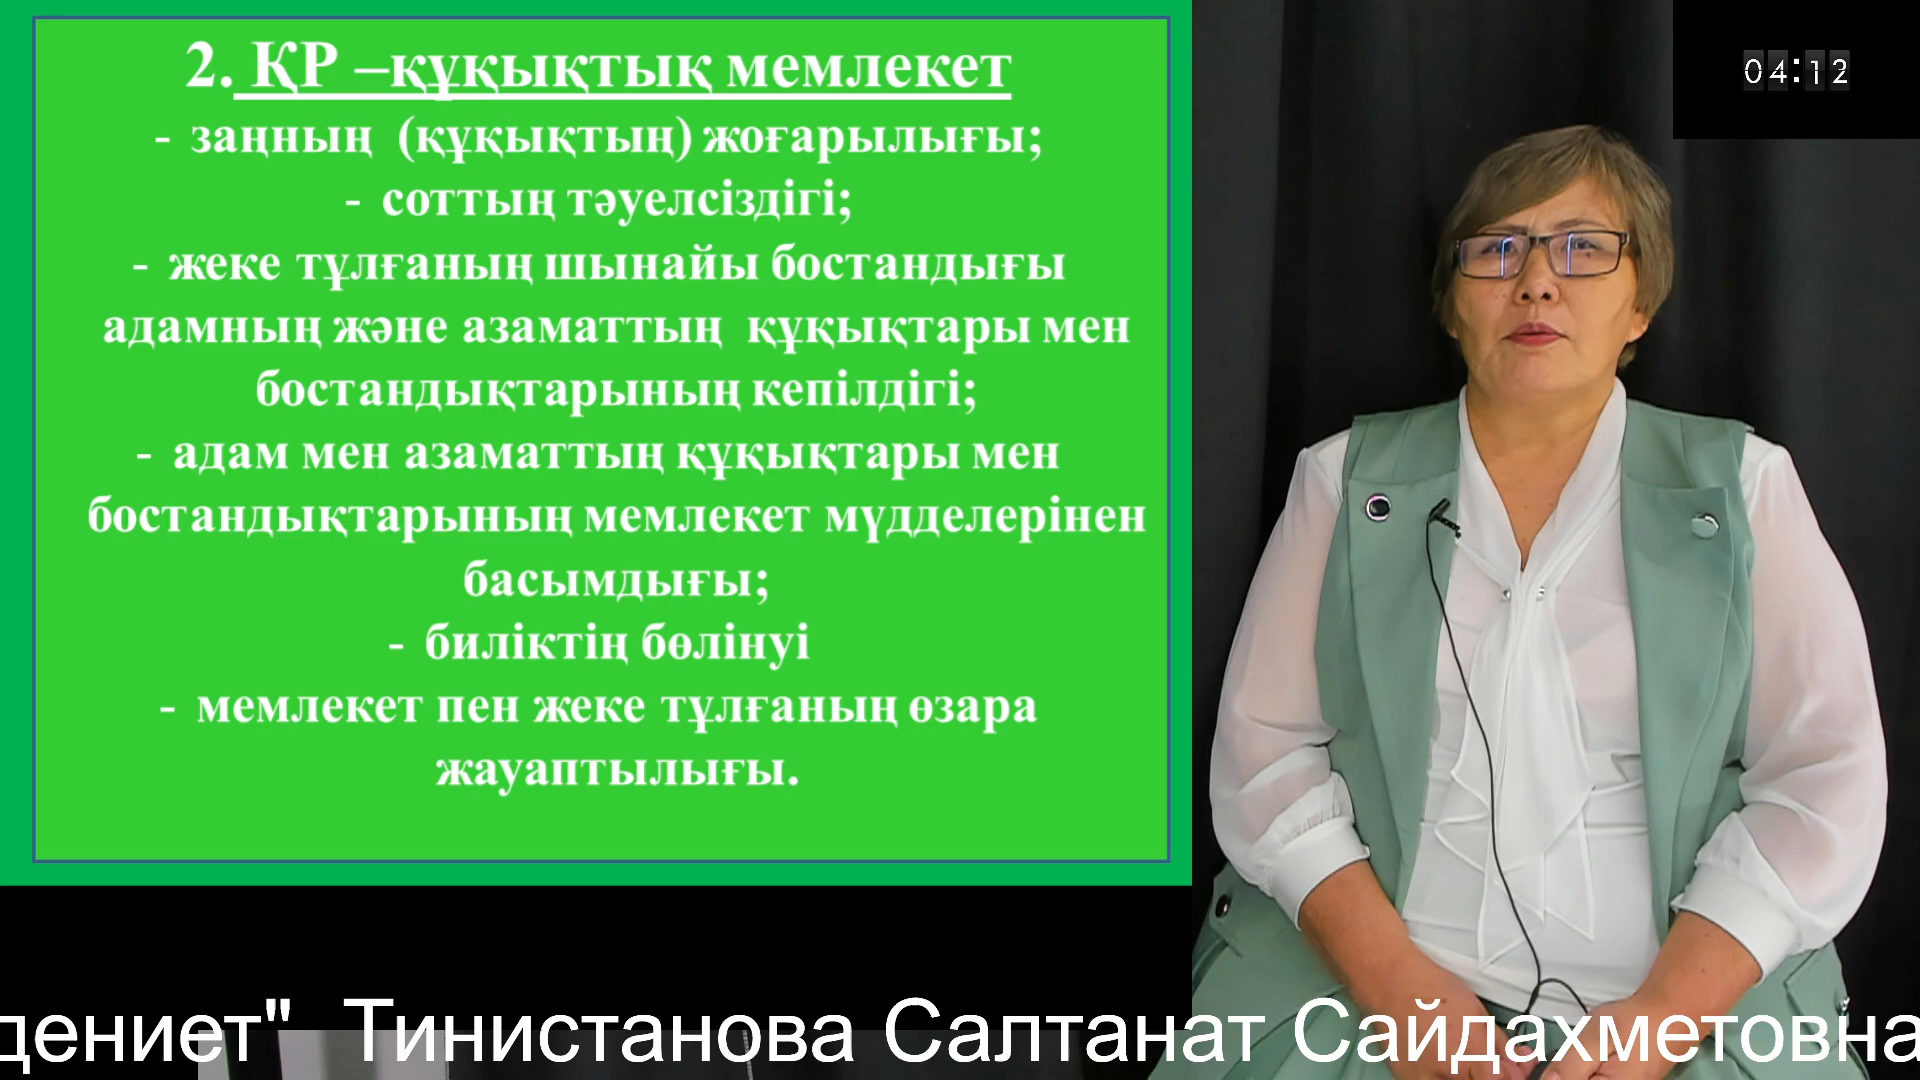 2. ҚР –құқықтық мемлекет
- заңның (құқықтың) жоғарылығы;
- соттың тәуелсіздігі;
- жеке тұлғаның шынайы бостандығы
адамның және азаматтың құқықтары мен
бостандықтарының кепілдігі;
- адам мен азаматтың құқықтары мен
бостандықтарының мемлекет мүдделерінен
басымдығы;
- биліктің бөлінуі
- мемлекет пен жеке тұлғаның өзара
жауаптылығы.
04:12
дениет" Тинистанова Салтанат Сайдахметовна